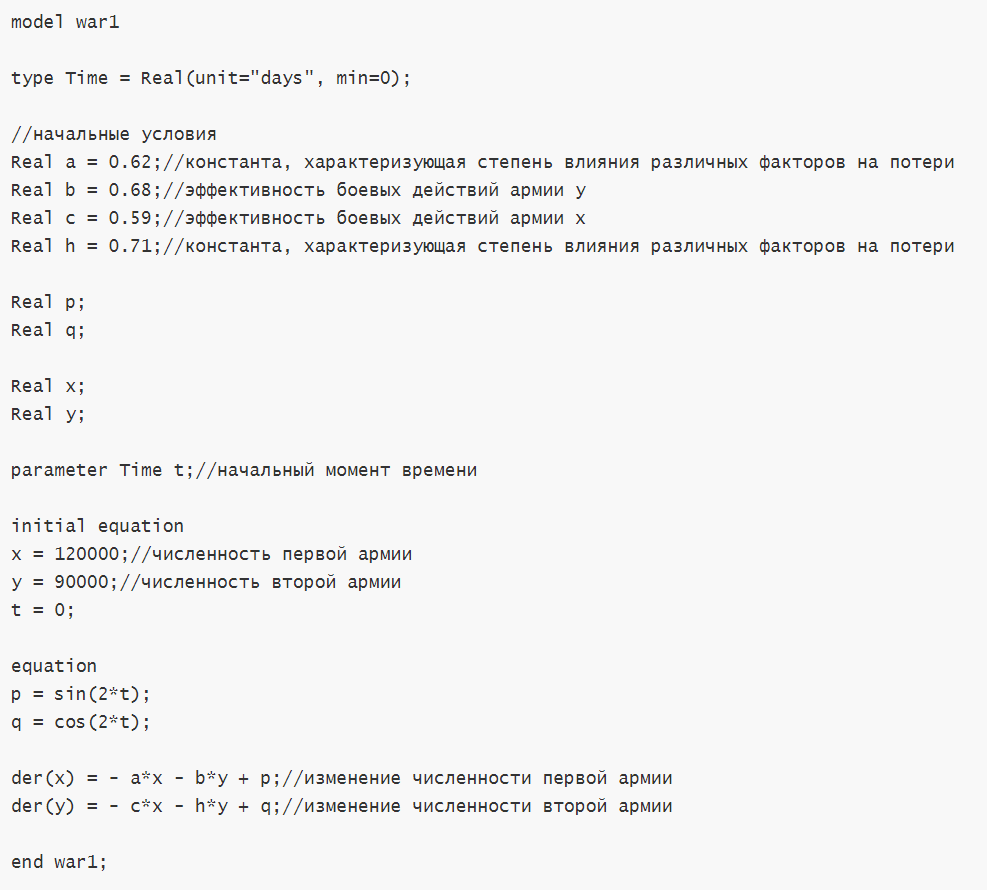 model war1
type Time = Real(unit="days", min=0);
//начальные условия
Real a = 0.62;//константа, характеризующая степень влияния различных факторов на потери
Real b = 0.68;//эффективность боевых действий армии у
Real c = 0.59;//эффективность боевых действий армии х
Real h = 0.71;//константа, характеризующая степень влияния различных факторов на потери
Real p;
Real q;
Real x;
Real y;
parameter Time t;//начальный момент времени
initial equation
x = 120000;//численность первой армии
y = 90000;//численность второй армии
t = 0;
equation
p = sin(2*t);
q = cos(2*t);
der(x) = - a*x - b*y + p;//изменение численности первой армии
der(y) = - c*x - h*y + q;//изменение численности второй армии
end war1;